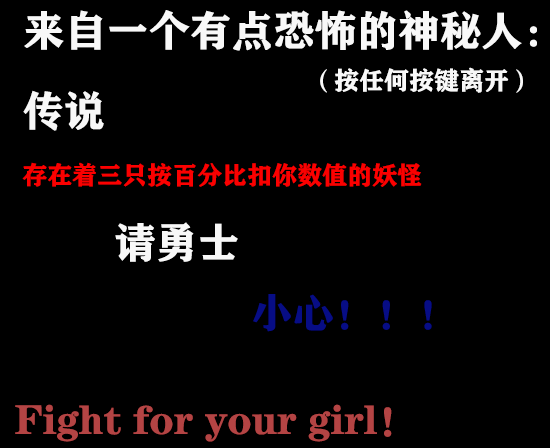 来自一个有点恐怖的神秘人：
（按任何按键离开）
传说
存在着三只按百分比扣你数值的妖怪
请勇士
小心！！！
Fight for your girl！